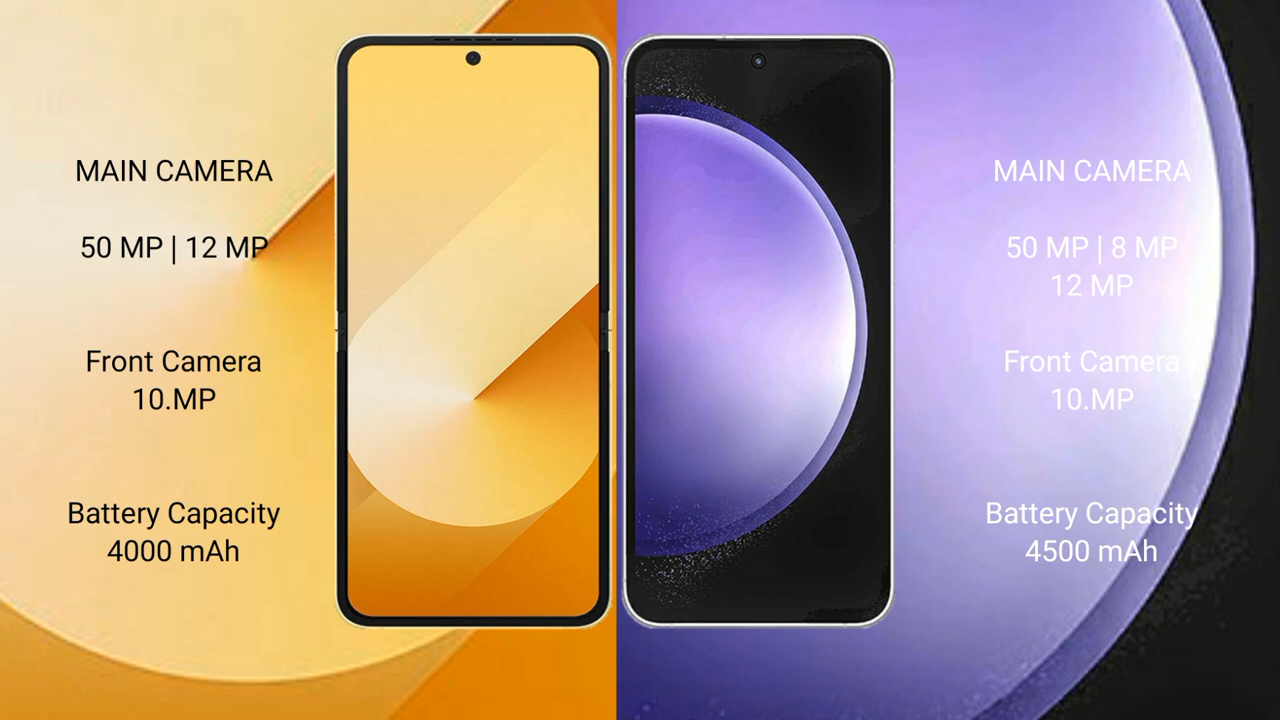 MAIN CAMERA
50 MP | 12 MP
Front Camera
10.MP
Battery Capacity
4000 mAh
MAIN CAMERA
50 MP | 8 MP
12 MP
Front Camera
10.MP
Battery Capacity
4500 mAh